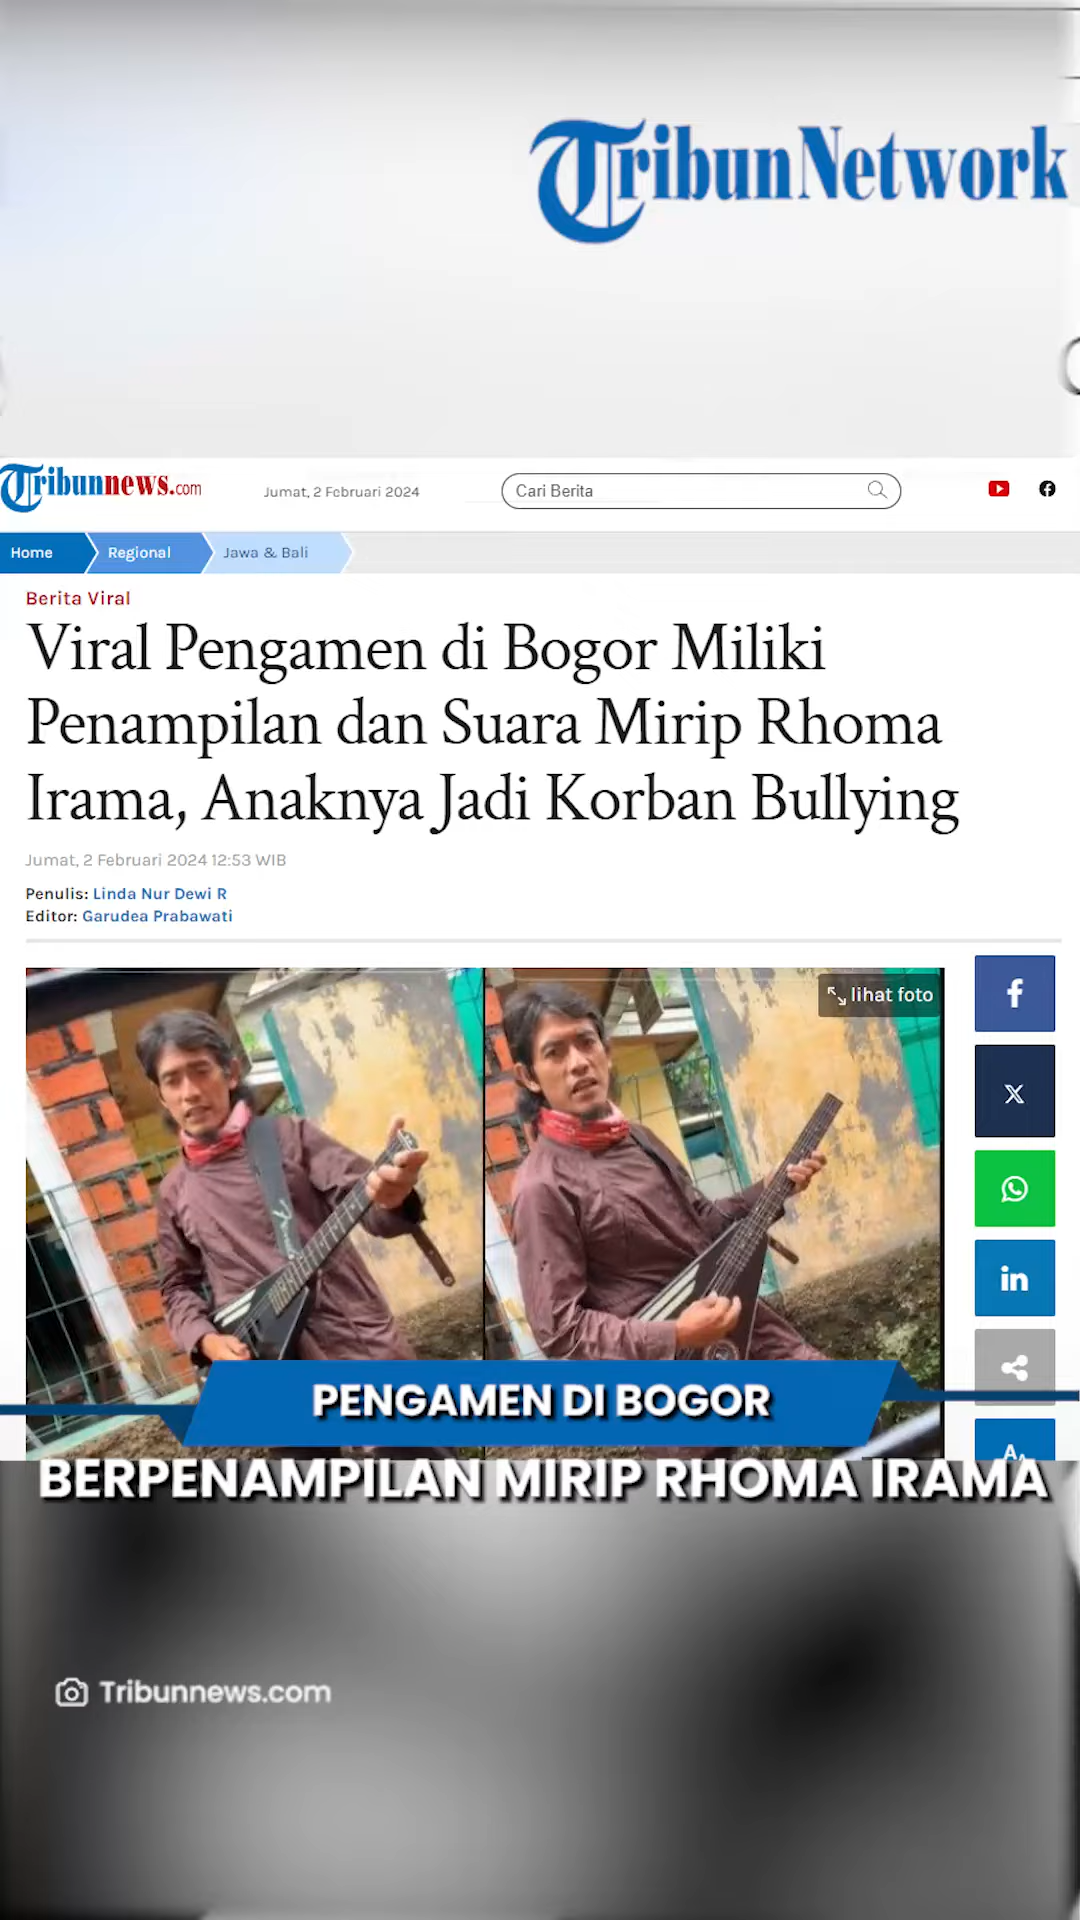 TribunNetwork
Tribunnews.com
Jumat, 2 Februari 2024
Cari Berita
Home
Regional
Jawa & Bali
Berita Viral
Viral Pengamen di Bogor Miliki
Penampilan dan Suara Mirip Rhoma
Irama, Anaknya Jadi Korban Bullying
Jumat, 2 Februari 2024 12:53 WIB
Penulis: Linda Nur Dewi R
Editor: Garudea Prabawati
lihat foto
PENGAMEN DI BOGOR
BERPENAMPILAN MIRIP RHOMA IRAMA
Tribunnews.com